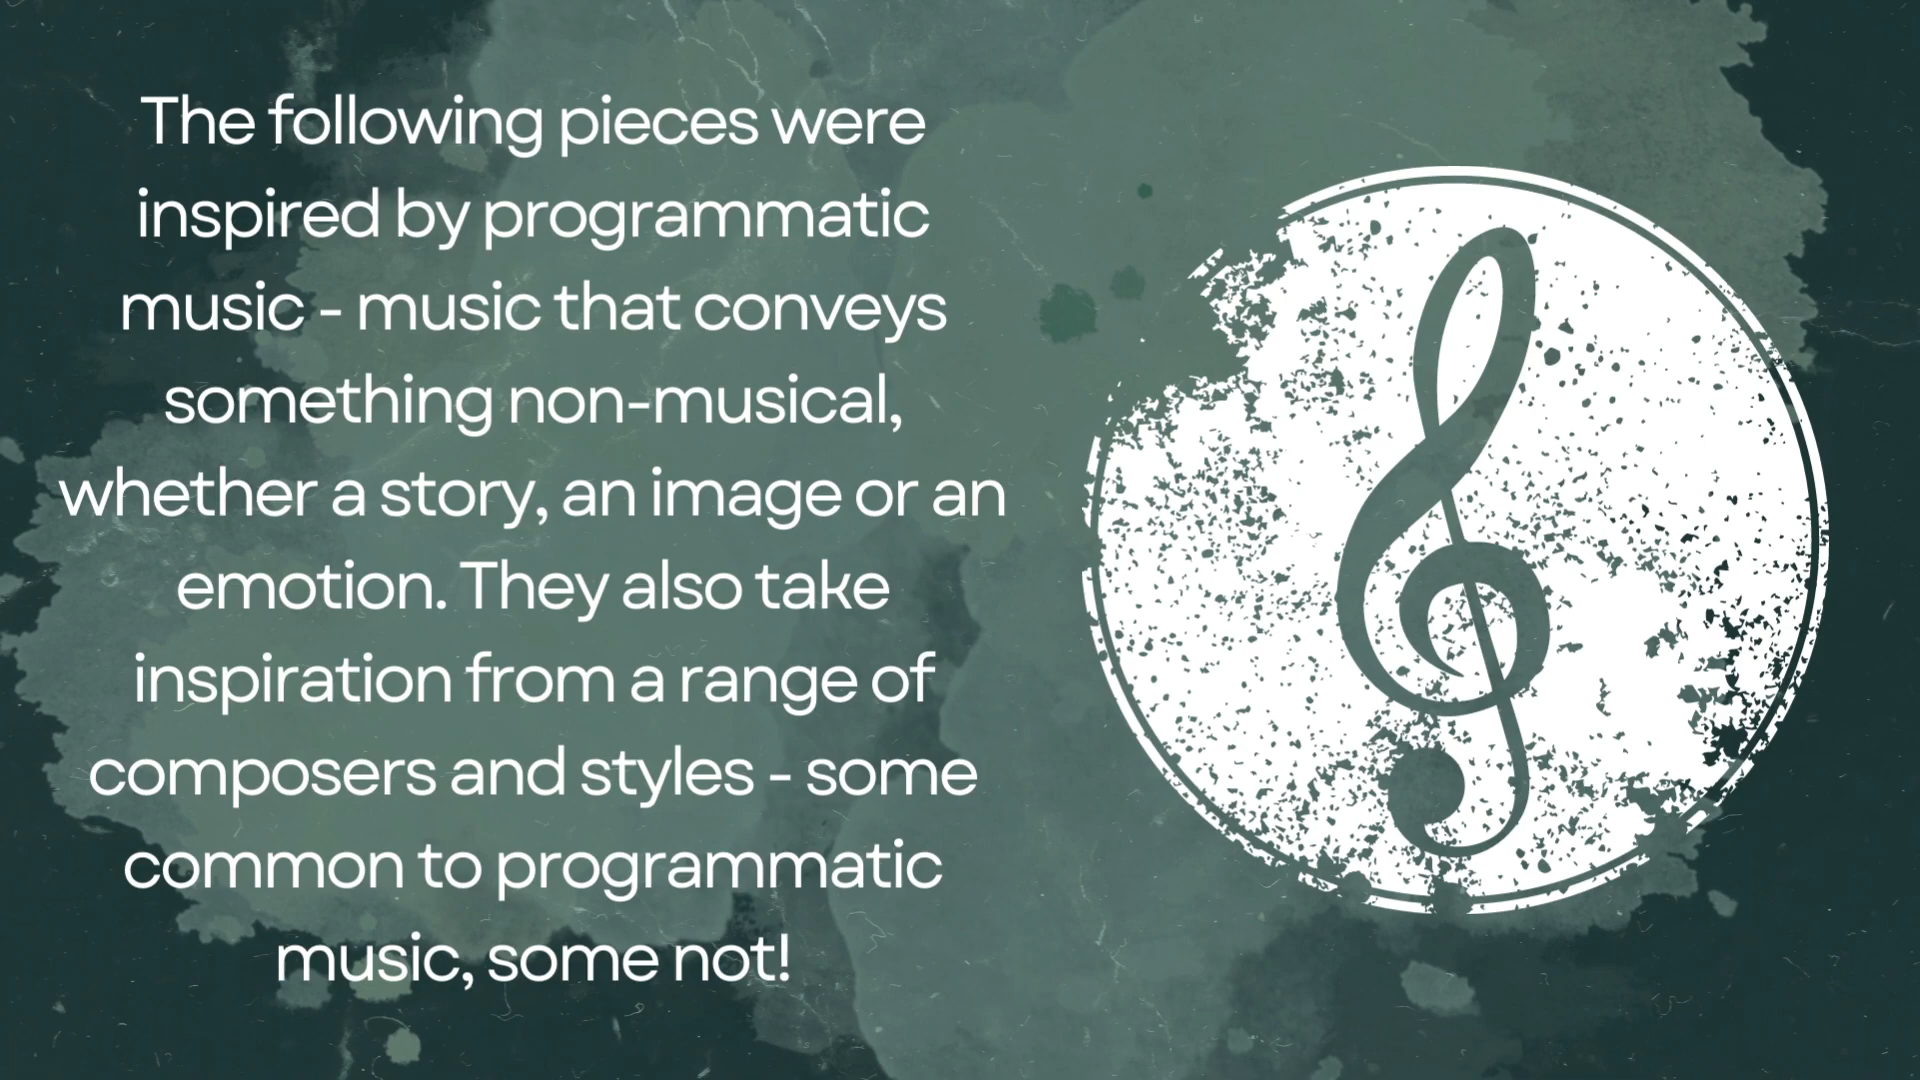 The following pieces were
inspired by programmatic
music - music that conveys
something non-musical,
whether a story, an image or an
emotion. They also take
inspiration from a range of
composers and styles - some
common to programmatic
music, some not!